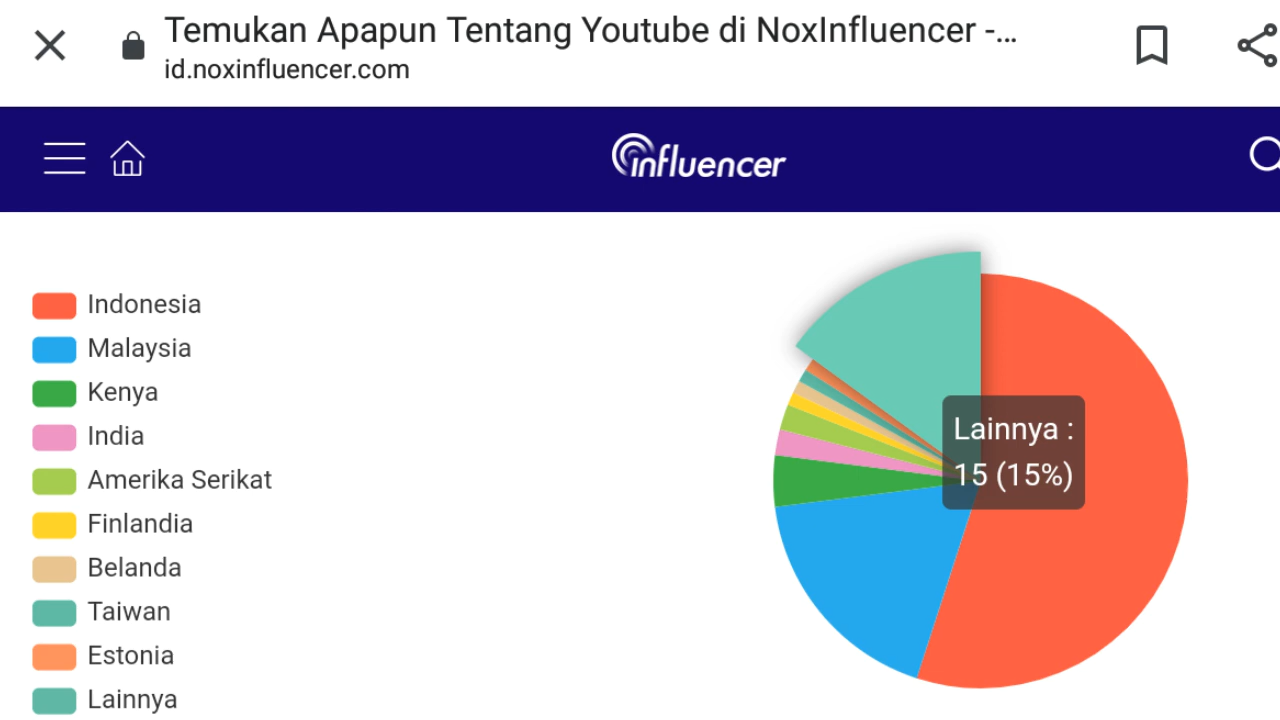 Temukan Apapun Tentang Youtube di NoxInfluencer -...
id.noxinfluencer.com
influencer
Indonesia
Malaysia
Kenya
India
Amerika Serikat
Finlandia
Belanda
Taiwan
Estonia
Lainnya
Lainnya :
15 (15%)